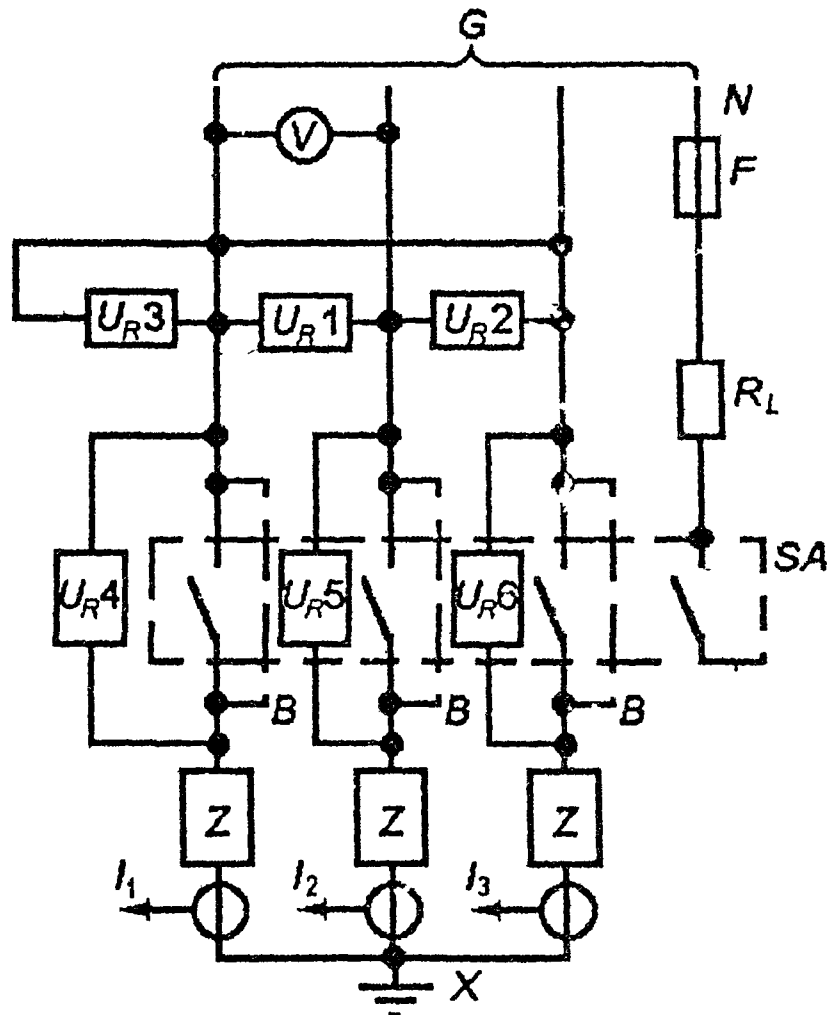 G
N
V
F
U_R3
U_R1
U_R2
R_L
SA
U_R4
U_R5
U_R6
B
B
B
Z
Z
Z
I_1
I_2
I_3
X